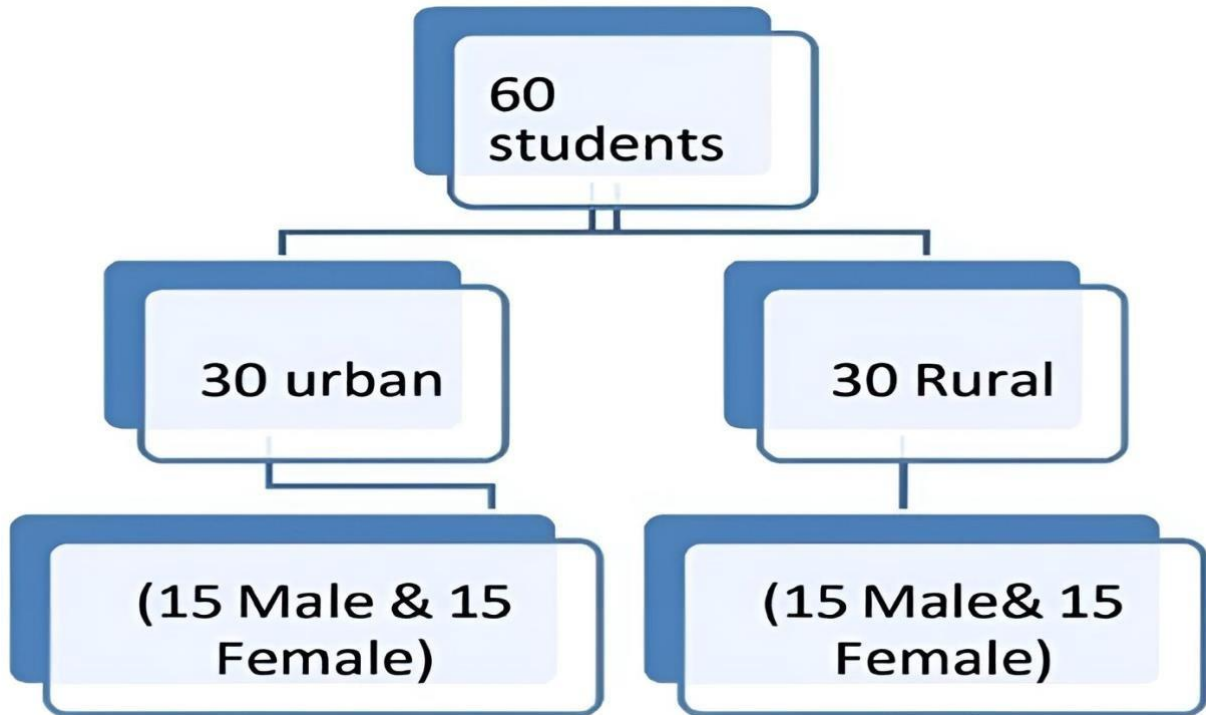 60
students
30 urban
30 Rural
(15 Male & 15
Female)
(15 Male& 15
Female)